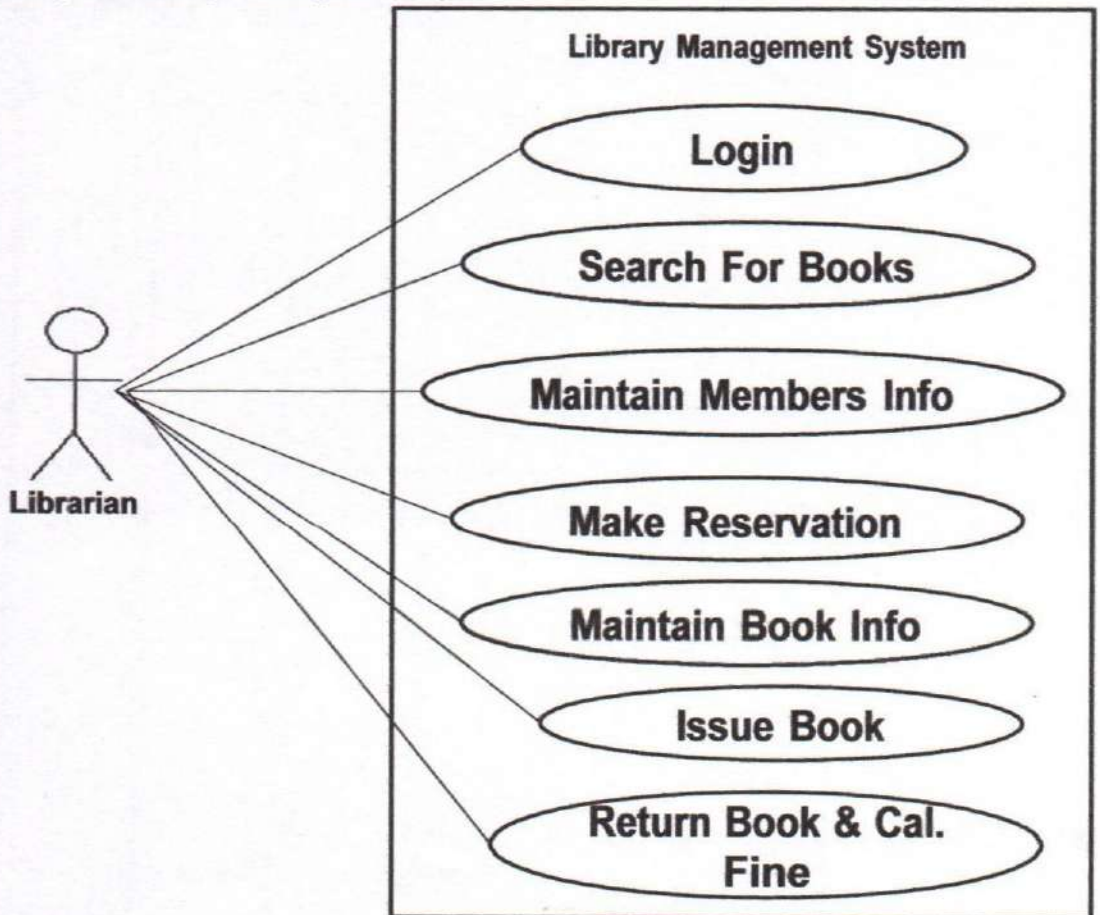 Library Management System
Login
Search For Books
Maintain Members Info
Librarian
Make Reservation
Maintain Book Info
Issue Book
Return Book & Cal.
Fine